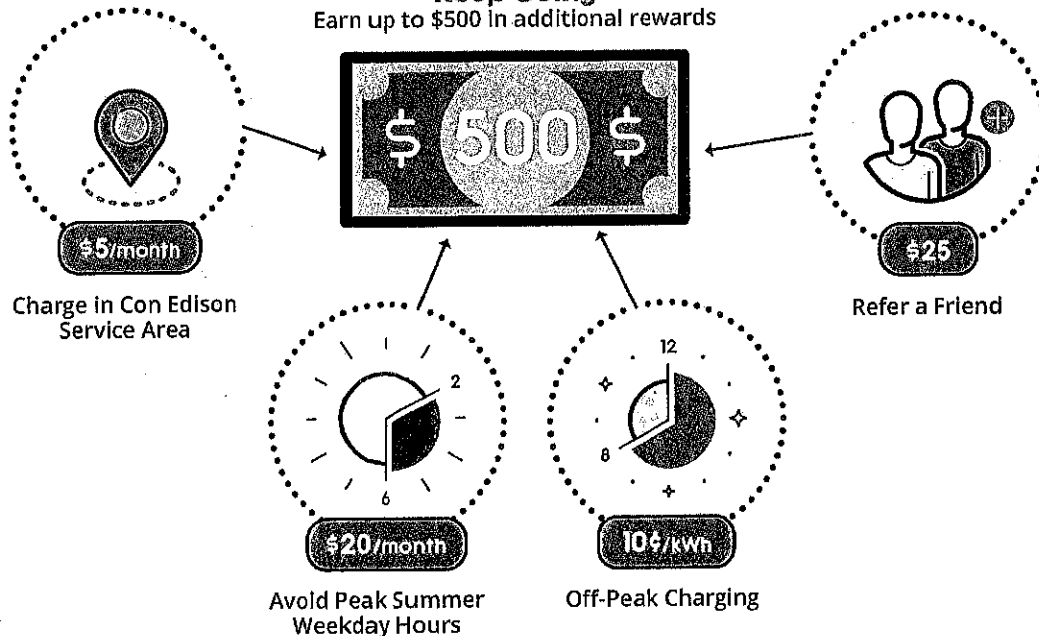 Earn up to $500 in additional rewards
$ 500 $
$5/month
Charge in Con Edison
Service Area
$25
Refer a Friend
2
6
$20/month
Avoid Peak Summer
Weekday Hours
12
8
10¢/kWh
Off-Peak Charging